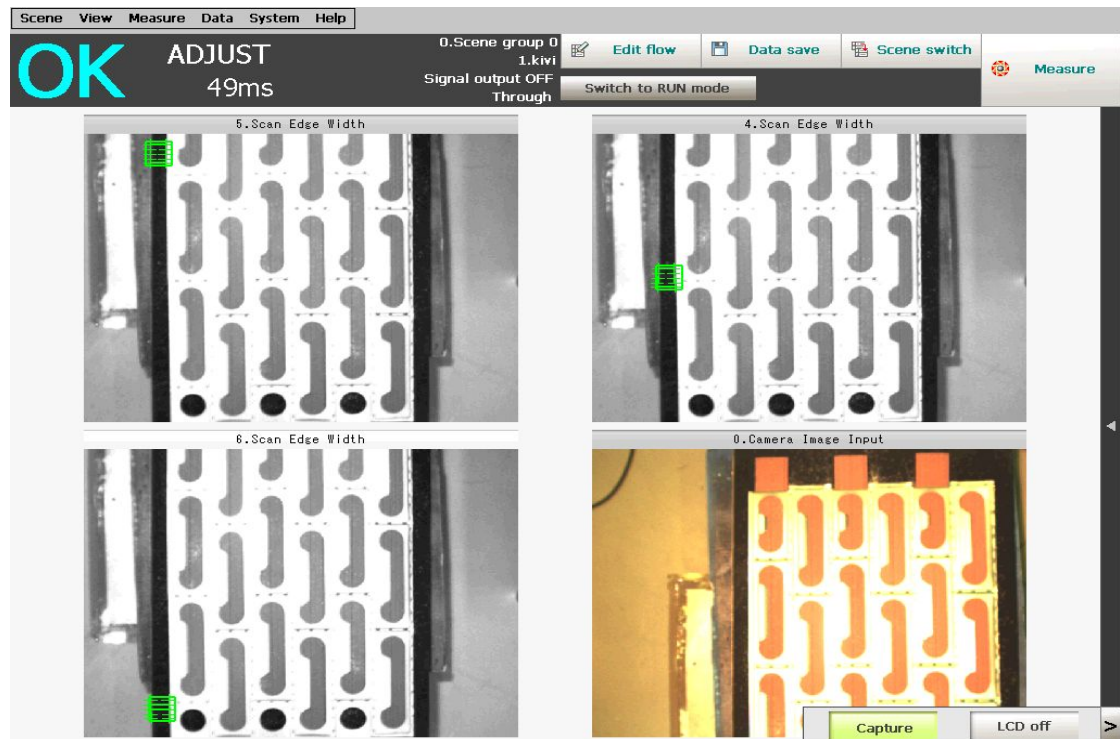 Scene View Measure Data System Help
OK
ADJUST
49ms
0.Scene group 0
1.kivi
Signal output OFF
Through
Edit flow
Data save
Scene switch
Switch to RUN mode
Measure
5.Scan Edge Width
4.Scan Edge Width
6.Scan Edge Width
0.Camera Image Input
Capture
LCD off
>